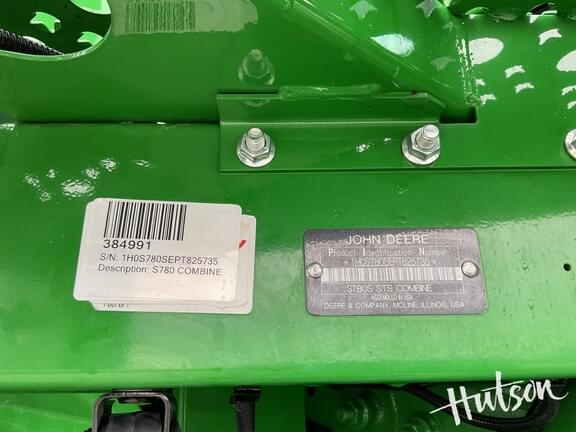 384991
S/N: 1H0S780SEPT825735
Description: S780 COMBINE
JOHN DEERE
Product Identification Number
* 1H0S780SEPT825735 *
S780S STS COMBINE
ASSEMBLED IN USA
DEERE & COMPANY, MOLINE, ILLINOIS, USA
Hutson